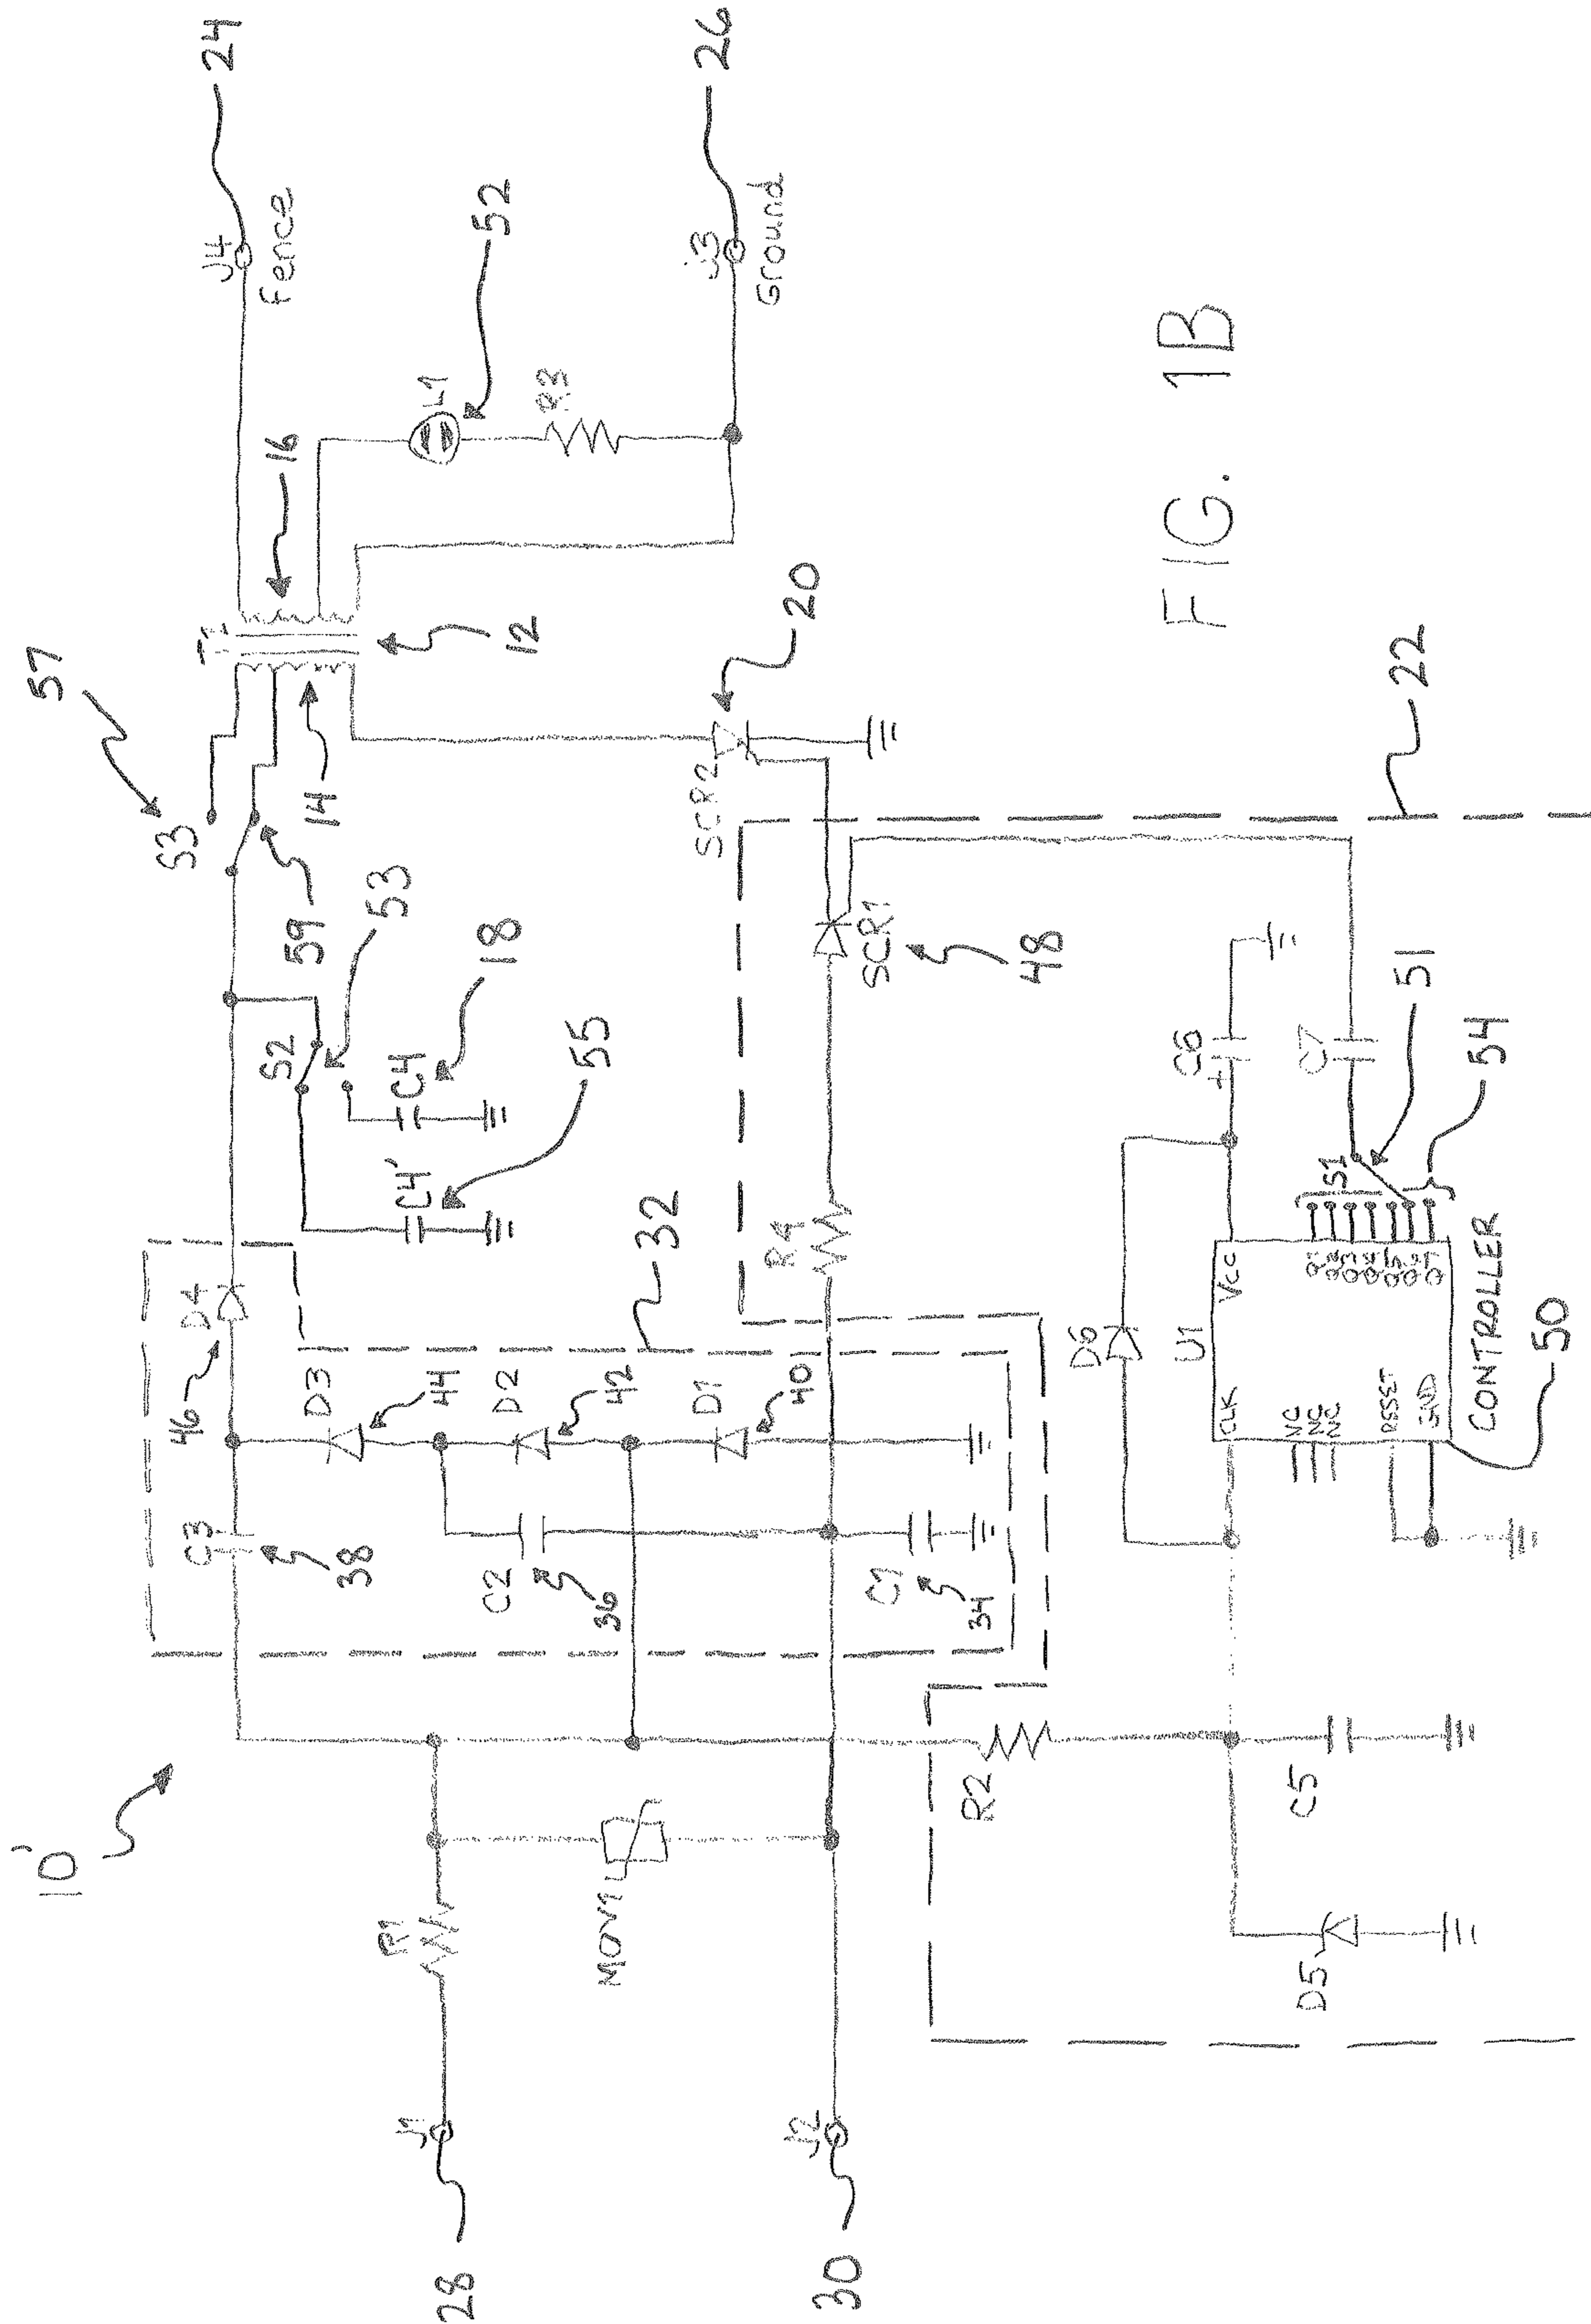 10'
57
24
S3
J4
Fence
T1
16
59
14
12
L1
52
26
J3
Ground
R3
S2
53
C4
18
C4'
55
46
D4
32
C3
38
D3
44
D2
42
D1
40
C2
36
C1
34
SCR2
20
R1
J1
28
MOV1
J2
30
R4
SCR1
48
22
R2
D5
C5
D6
C6
+
C7
U1
CLK
Vcc
NC
NC
NC
RESET
GND
S1
51
54
CONTROLLER
50
FIG. 1B